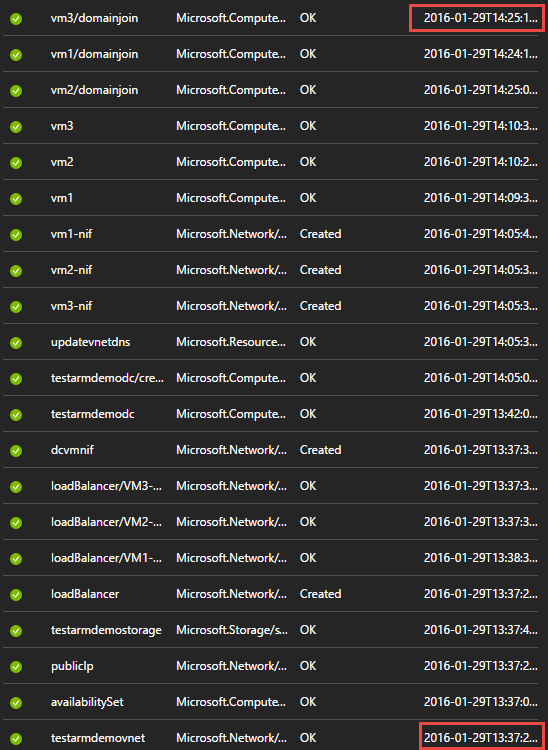 vm3/domainjoin Microsoft.Compute... OK 2016-01-29T14:25:1...
vm1/domainjoin Microsoft.Compute... OK 2016-01-29T14:24:1...
vm2/domainjoin Microsoft.Compute... OK 2016-01-29T14:25:0...
vm3 Microsoft.Compute... OK 2016-01-29T14:10:3...
vm2 Microsoft.Compute... OK 2016-01-29T14:10:2...
vm1 Microsoft.Compute... OK 2016-01-29T14:09:3...
vm1-nif Microsoft.Network/... Created 2016-01-29T14:05:4...
vm2-nif Microsoft.Network/... Created 2016-01-29T14:05:3...
vm3-nif Microsoft.Network/... Created 2016-01-29T14:05:3...
updatevnetdns Microsoft.Resource... OK 2016-01-29T14:05:3...
testarmdemodc/cre... Microsoft.Compute... OK 2016-01-29T14:05:0...
testarmdemodc Microsoft.Compute... OK 2016-01-29T13:42:0...
dcvmnif Microsoft.Network/... Created 2016-01-29T13:37:3...
loadBalancer/VM3-... Microsoft.Network/... OK 2016-01-29T13:37:3...
loadBalancer/VM2-... Microsoft.Network/... OK 2016-01-29T13:37:3...
loadBalancer/VM1-... Microsoft.Network/... OK 2016-01-29T13:38:3...
loadBalancer Microsoft.Network/... Created 2016-01-29T13:37:2...
testarmdemostorage Microsoft.Storage/s... OK 2016-01-29T13:37:4...
publicIp Microsoft.Network/... OK 2016-01-29T13:37:2...
availabilitySet Microsoft.Compute... OK 2016-01-29T13:37:0...
testarmdemovnet Microsoft.Network/... OK 2016-01-29T13:37:2...